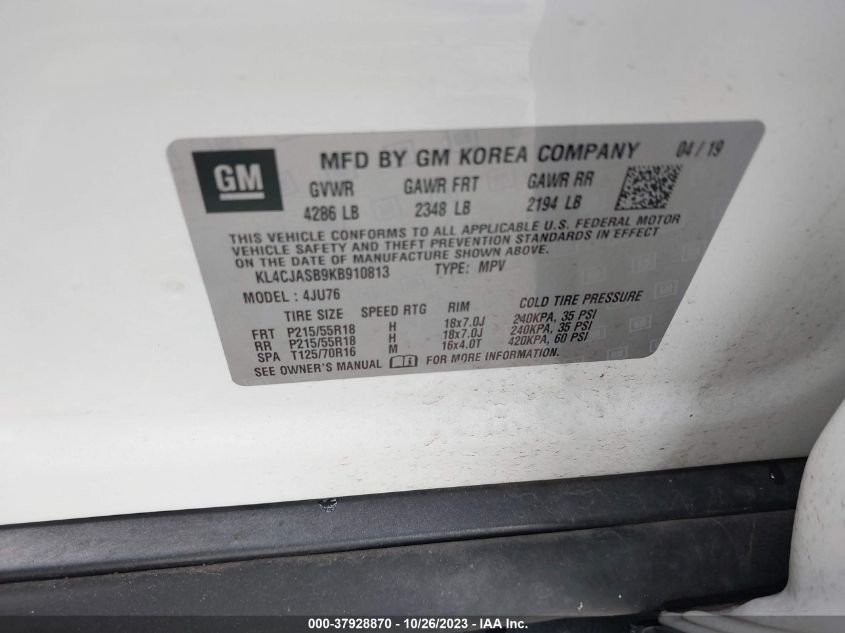 GM
MFD BY GM KOREA COMPANY 04 / 19
GVWR GAWR FRT GAWR RR
4286 LB 2348 LB 2194 LB
THIS VEHICLE CONFORMS TO ALL APPLICABLE U.S. FEDERAL MOTOR
VEHICLE SAFETY AND THEFT PREVENTION STANDARDS IN EFFECT
ON THE DATE OF MANUFACTURE SHOWN ABOVE.
KL4CJASB9KB910813 TYPE: MPV
MODEL : 4JU76
TIRE SIZE SPEED RTG RIM COLD TIRE PRESSURE
FRT P215/55R18 H 18x7.0J 240KPA, 35 PSI
RR P215/55R18 H 18x7.0J 240KPA, 35 PSI
SPA T125/70R16 M 16x4.0T 420KPA, 60 PSI
SEE OWNER'S MANUAL FOR MORE INFORMATION.
000-37928870 / 10/26/2023 - IAA Inc.